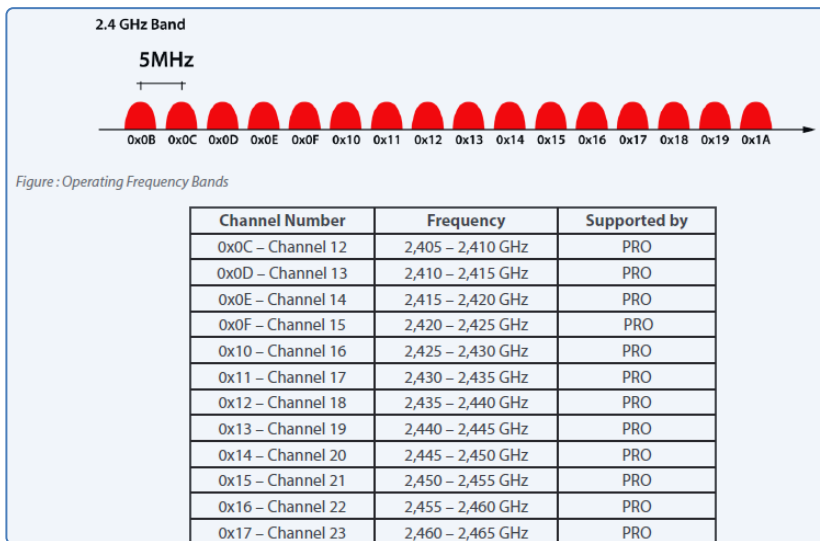 2.4 GHz Band
5MHz
0x0B 0x0C 0x0D 0x0E 0x0F 0x10 0x11 0x12 0x13 0x14 0x15 0x16 0x17 0x18 0x19 0x1A
Figure : Operating Frequency Bands
Channel Number Frequency Supported by
0x0C – Channel 12 2,405 – 2,410 GHz PRO
0x0D – Channel 13 2,410 – 2,415 GHz PRO
0x0E – Channel 14 2,415 – 2,420 GHz PRO
0x0F – Channel 15 2,420 – 2,425 GHz PRO
0x10 – Channel 16 2,425 – 2,430 GHz PRO
0x11 – Channel 17 2,430 – 2,435 GHz PRO
0x12 – Channel 18 2,435 – 2,440 GHz PRO
0x13 – Channel 19 2,440 – 2,445 GHz PRO
0x14 – Channel 20 2,445 – 2,450 GHz PRO
0x15 – Channel 21 2,450 – 2,455 GHz PRO
0x16 – Channel 22 2,455 – 2,460 GHz PRO
0x17 – Channel 23 2,460 – 2,465 GHz PRO